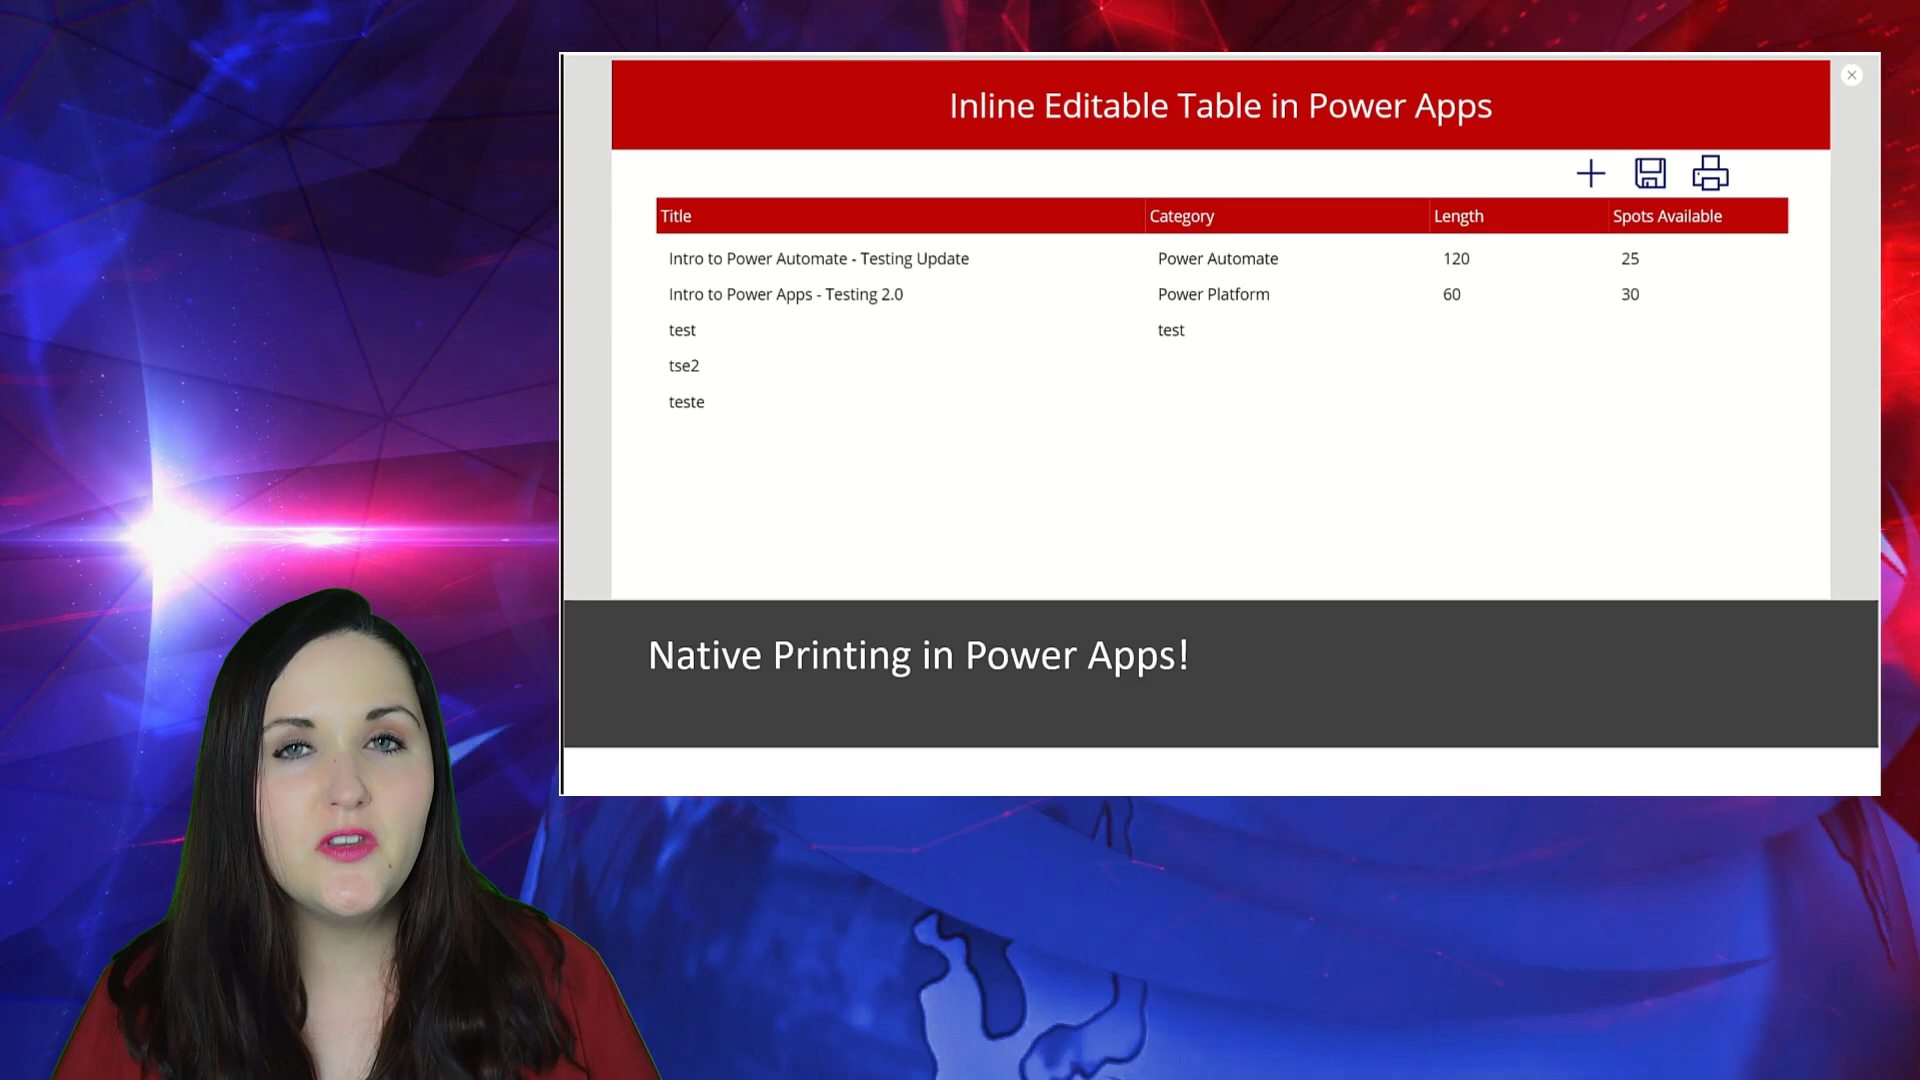 Inline Editable Table in Power Apps
Title Category Length Spots Available
Intro to Power Automate - Testing Update Power Automate 120 25
Intro to Power Apps - Testing 2.0 Power Platform 60 30
test test
tse2
teste
Native Printing in Power Apps!